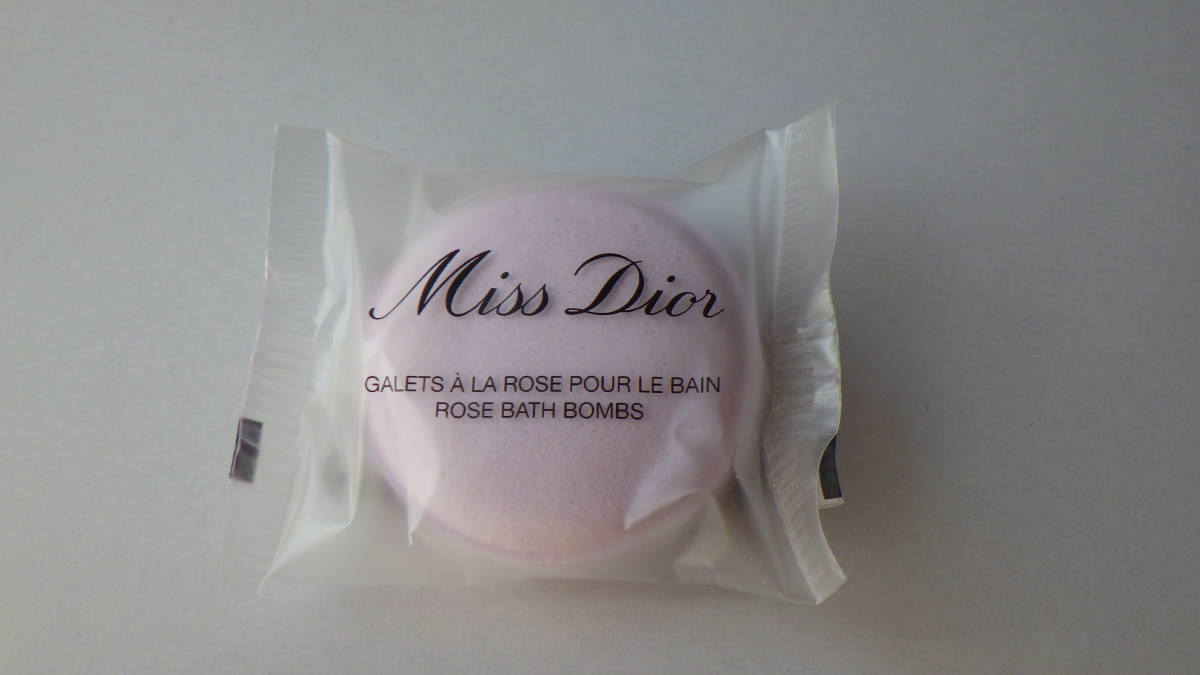 Miss Dior
GALETS À LA ROSE POUR LE BAIN
ROSE BATH BOMBS